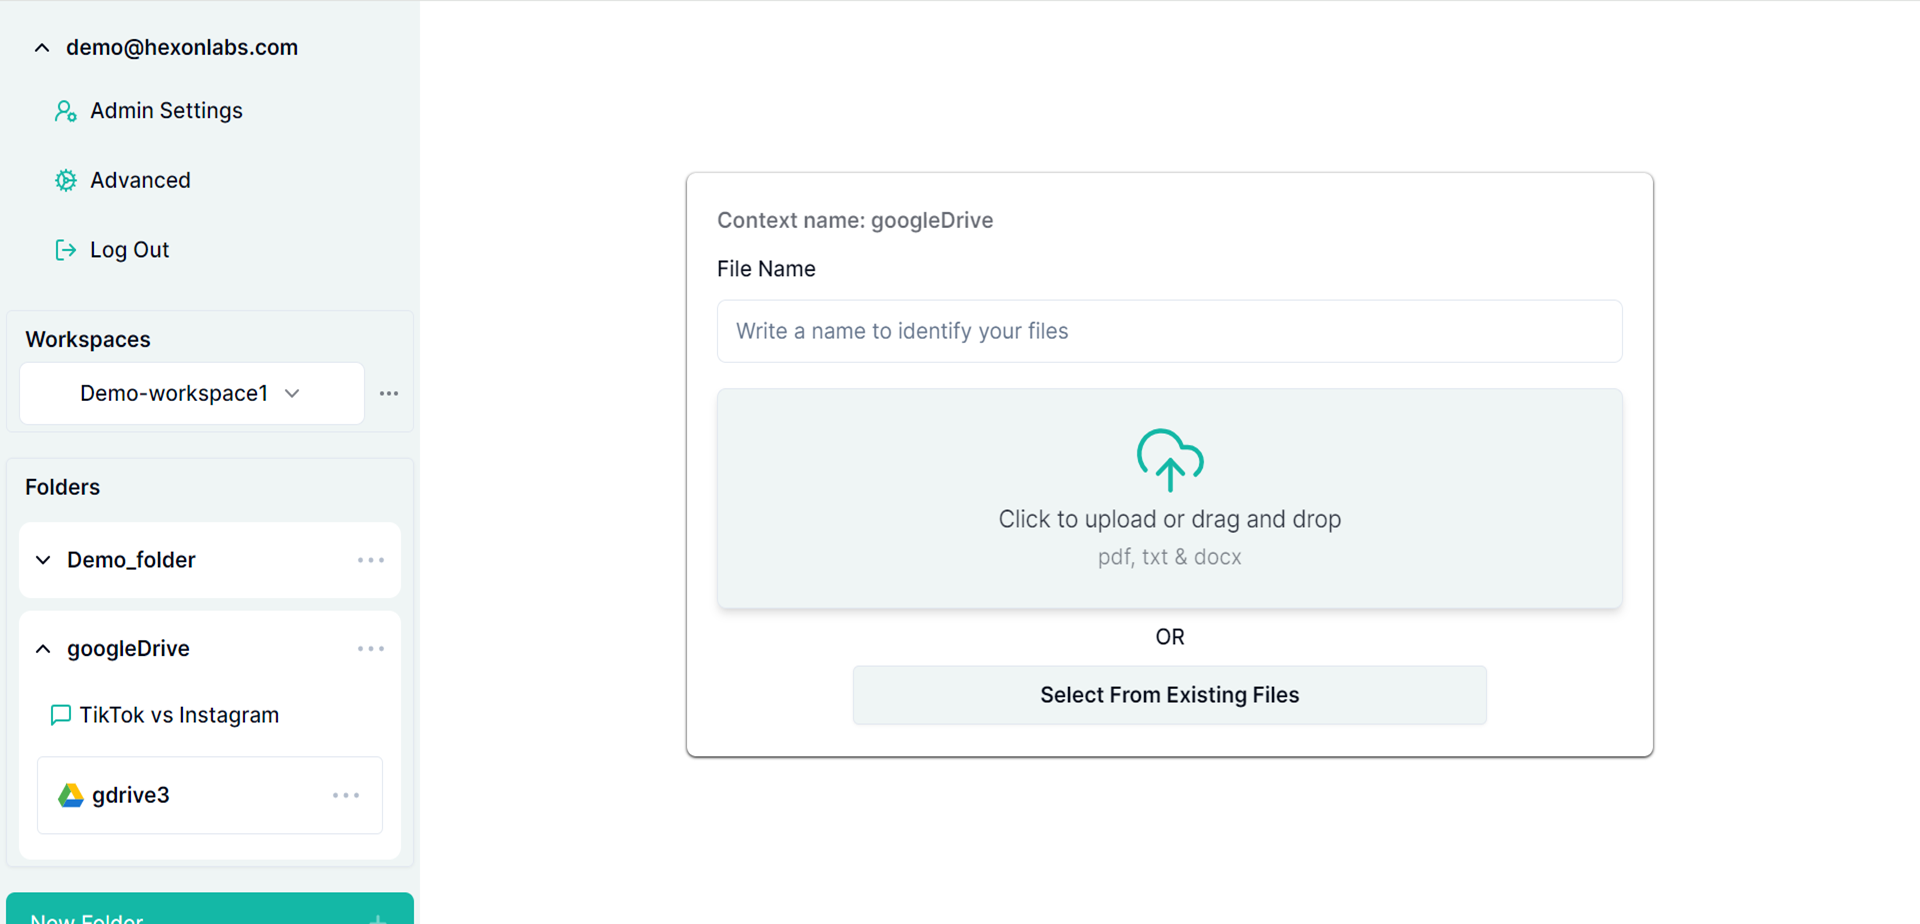 demo@hexonlabs.com
Admin Settings
Advanced
Log Out
Workspaces
Demo-workspace1
Folders
Demo_folder
googleDrive
TikTok vs Instagram
gdrive3
New Folder
Context name: googleDrive
File Name
Write a name to identify your files
Click to upload or drag and drop
pdf, txt & docx
OR
Select From Existing Files